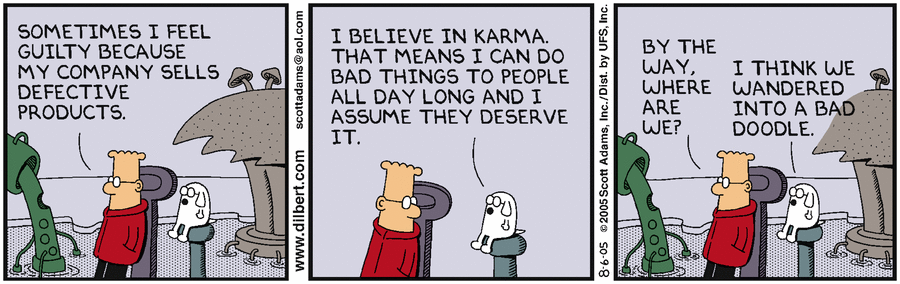 SOMETIMES I FEEL
GUILTY BECAUSE
MY COMPANY SELLS
DEFECTIVE
PRODUCTS.
www.dilbert.com
scottadams@aol.com
I BELIEVE IN KARMA.
THAT MEANS I CAN DO
BAD THINGS TO PEOPLE
ALL DAY LONG AND I
ASSUME THEY DESERVE
IT.
8-6-05 ©2005 Scott Adams, Inc./Dist. by UFS, Inc.
BY THE
WAY,
WHERE
ARE
WE?
I THINK WE
WANDERED
INTO A BAD
DOODLE.